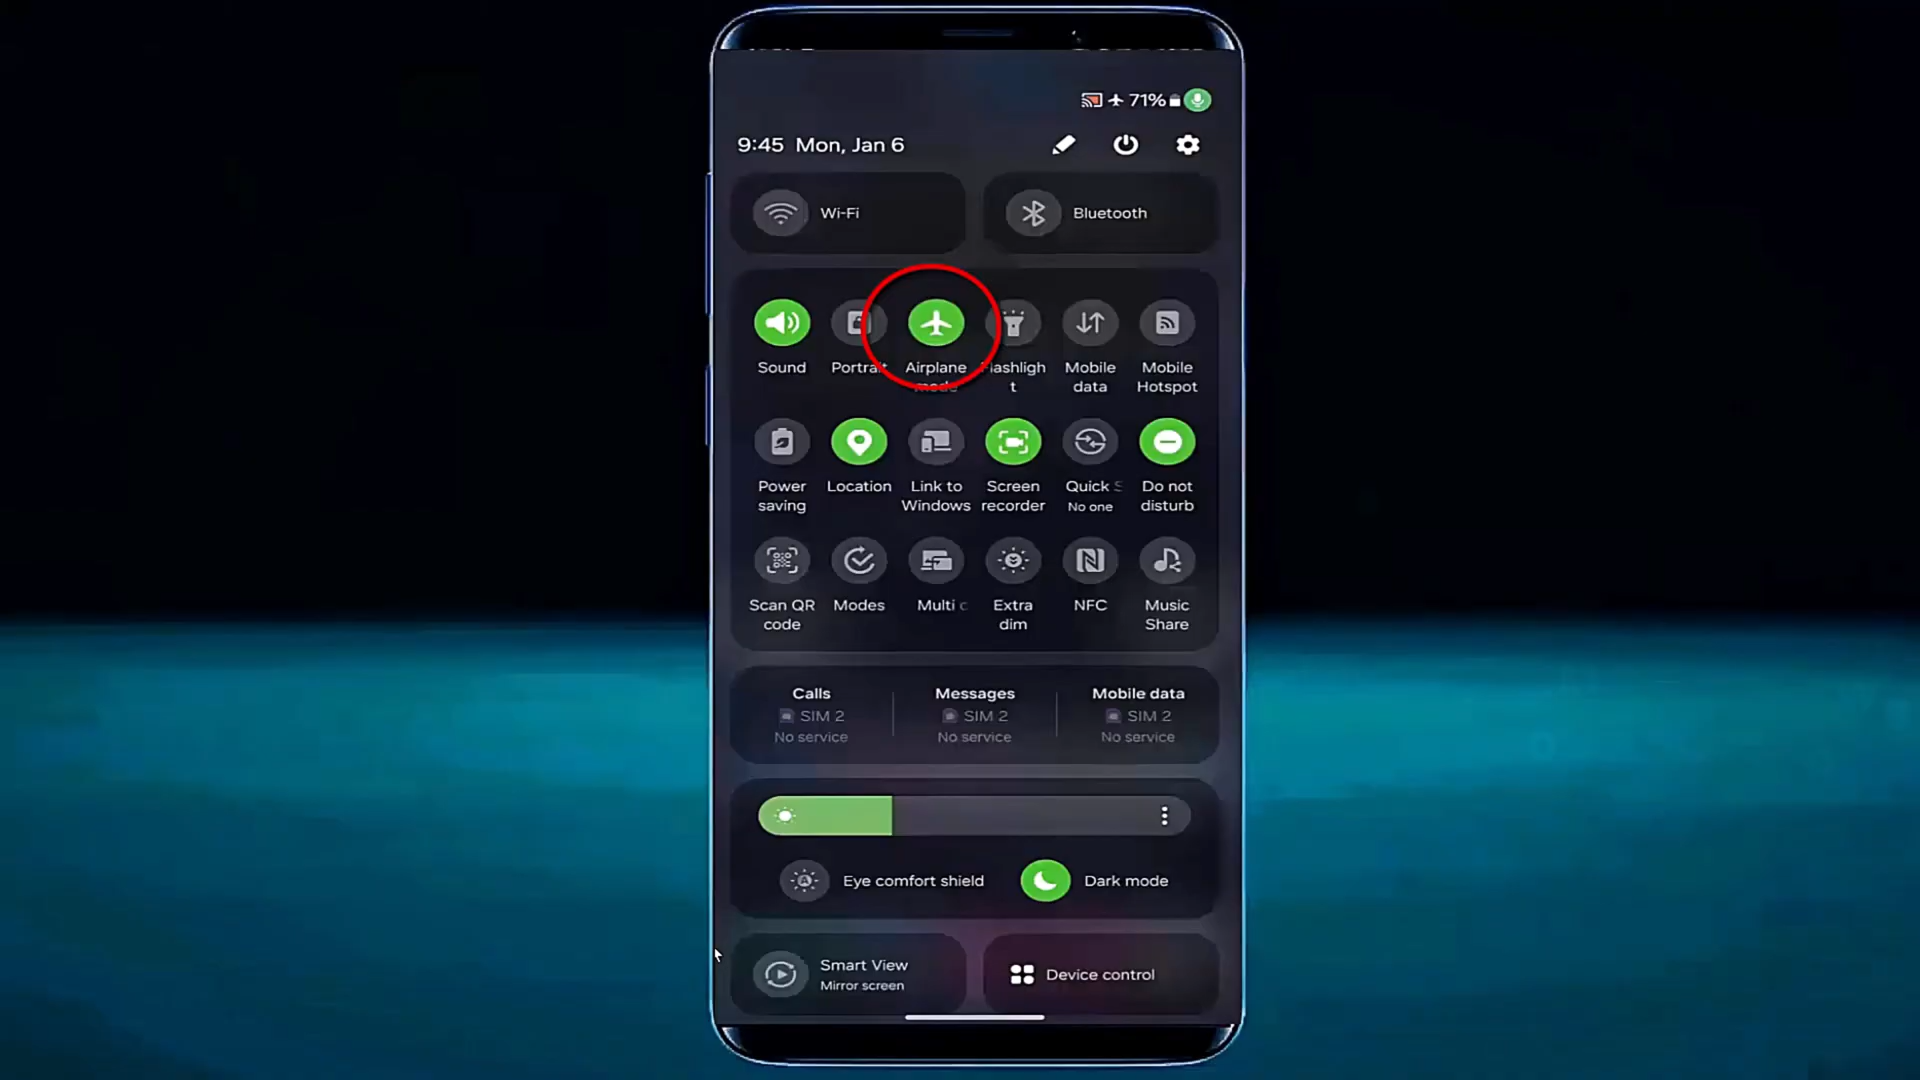 71%
9:45 Mon, Jan 6
Wi-Fi
Bluetooth
Sound
Portrait
Airplane
mode
Flashligh
t
Mobile
data
Mobile
Hotspot
Power
saving
Location
Link to
Windows
Screen
recorder
Quick S
No one
Do not
disturb
Scan QR
code
Modes
Multi c
Extra
dim
NFC
Music
Share
Calls
SIM 2
No service
Messages
SIM 2
No service
Mobile data
SIM 2
No service
Eye comfort shield
Dark mode
Smart View
Mirror screen
Device control